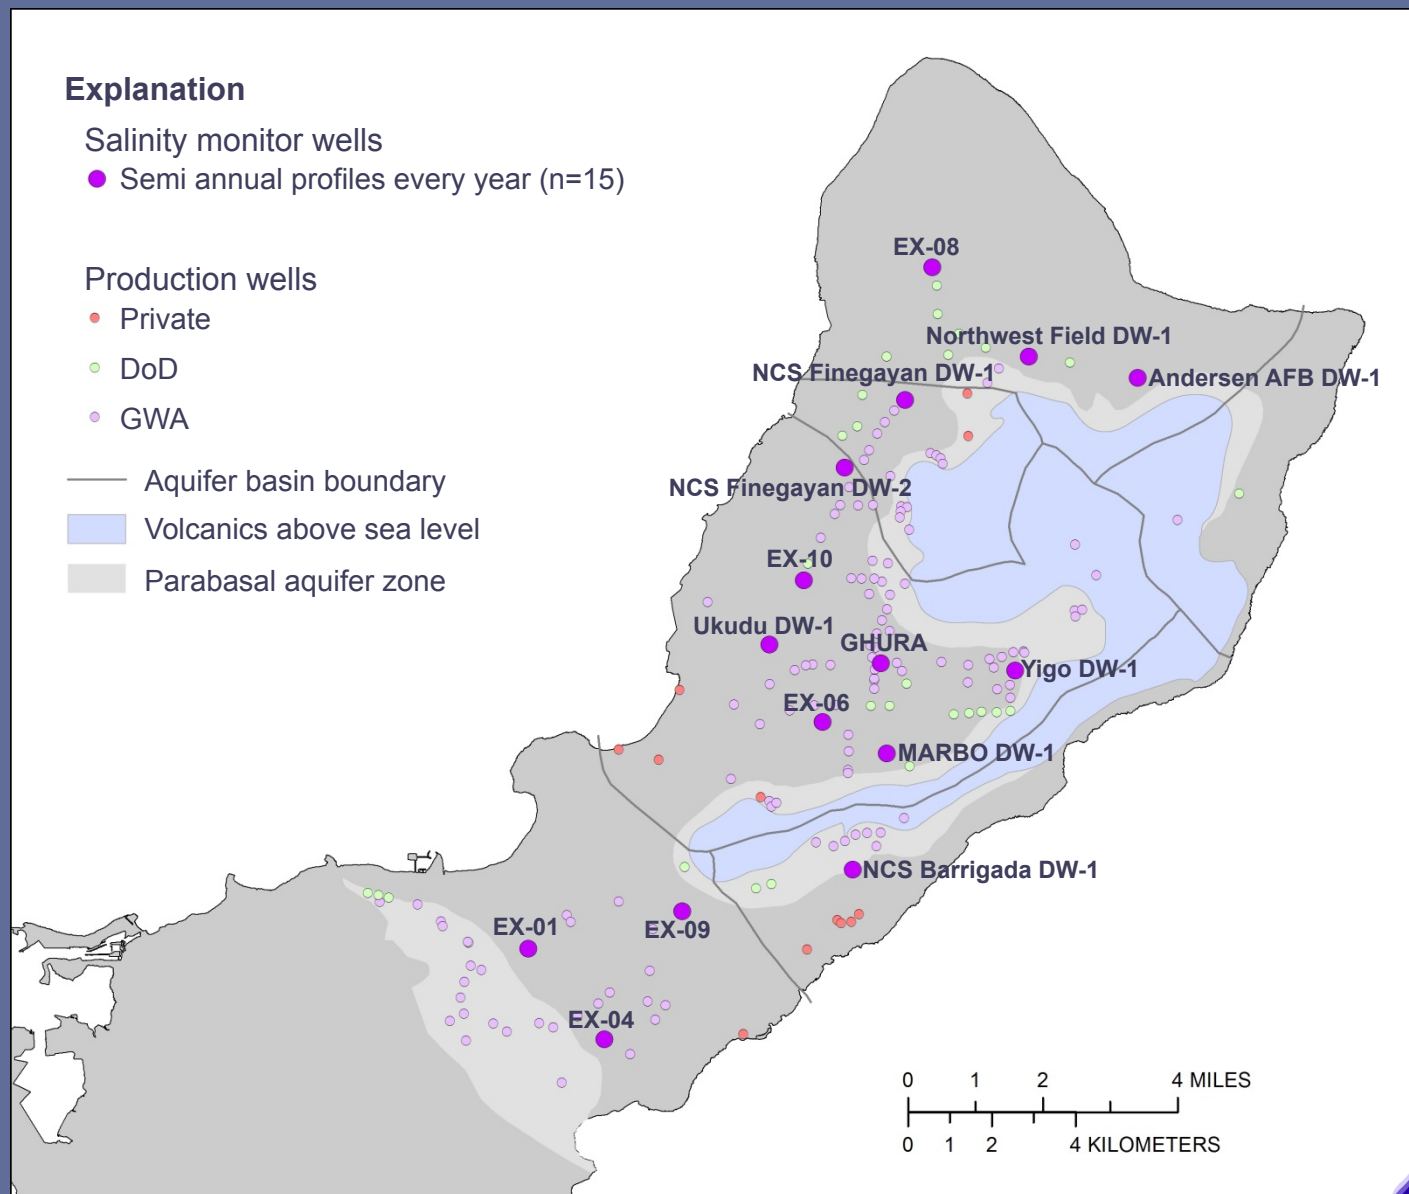 Explanation
Salinity monitor wells
Semi annual profiles every year (n=15)
Production wells
Private
DoD
GWA
Aquifer basin boundary
Volcanics above sea level
Parabasal aquifer zone
EX-08
Northwest Field DW-1
NCS Finegayan DW-1
Andersen AFB DW-1
NCS Finegayan DW-2
EX-10
Ukudu DW-1
GHURA
Yigo DW-1
EX-06
MARBO DW-1
NCS Barrigada DW-1
EX-01
EX-09
EX-04
0 1 2 4 MILES
0 1 2 4 KILOMETERS